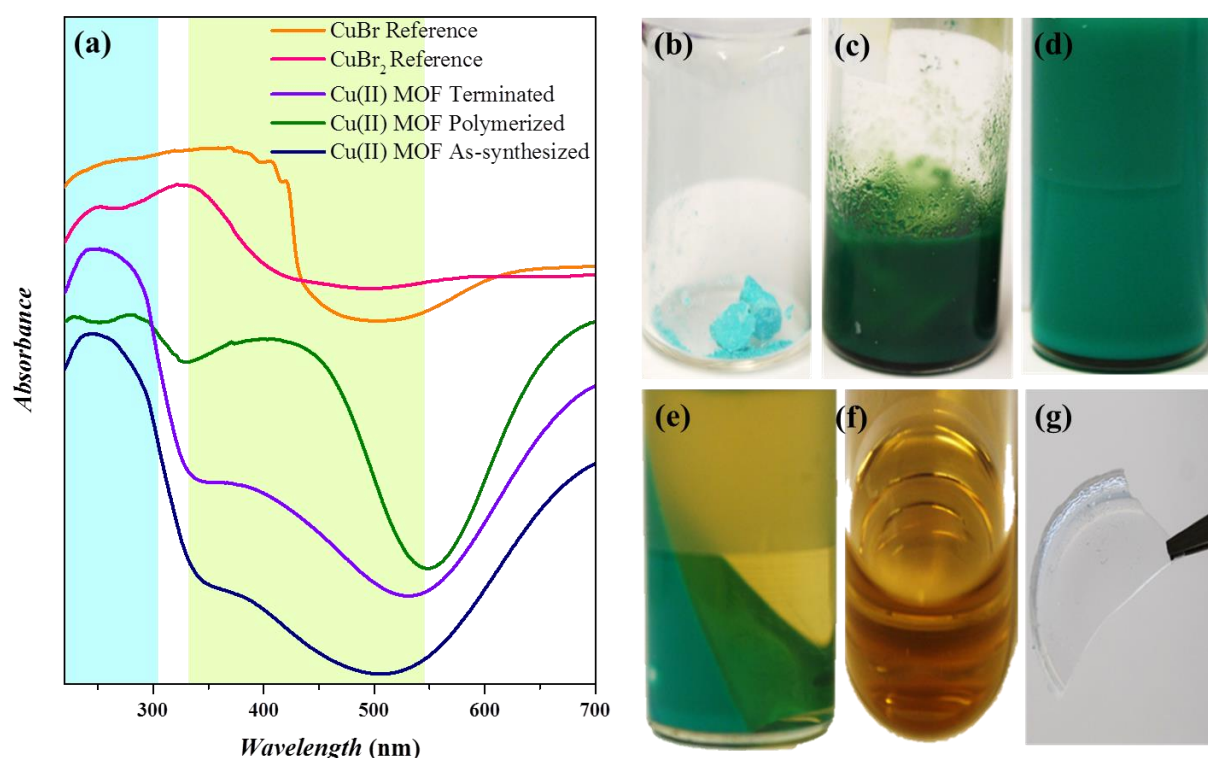 (a)
CuBr Reference
CuBr₂ Reference
Cu(II) MOF Terminated
Cu(II) MOF Polymerized
Cu(II) MOF As-synthesized
Absorbance
300 400 500 600 700
Wavelength (nm)
(b) (c) (d)
(e) (f) (g)